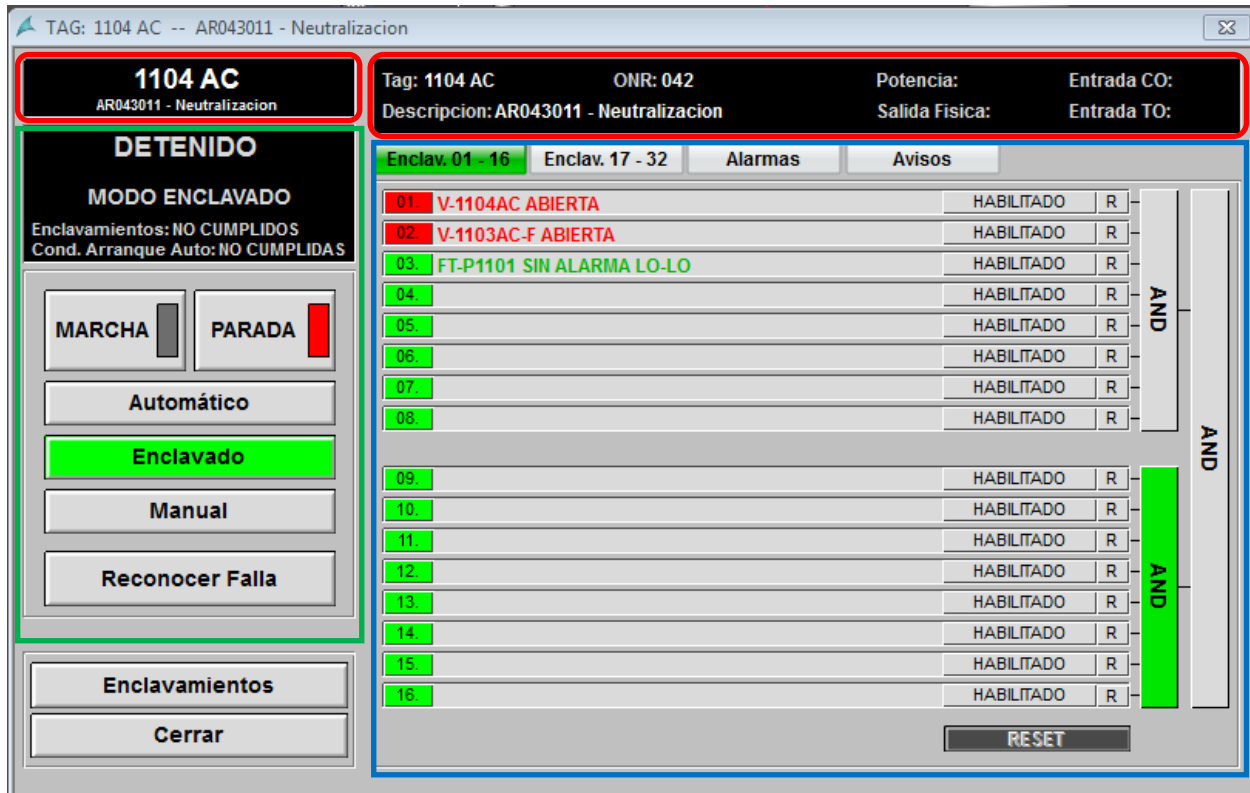 TAG: 1104 AC -- AR043011 - Neutralizacion
1104 AC
AR043011 - Neutralizacion
DETENIDO
MODO ENCLAVADO
Enclavamientos: NO CUMPLIDOS
Cond. Arranque Auto: NO CUMPLIDAS
MARCHA PARADA
Automático
Enclavado
Manual
Reconocer Falla
Enclavamientos
Cerrar
Tag: 1104 AC ONR: 042 Potencia: Entrada CO:
Descripcion: AR043011 - Neutralizacion Salida Fisica: Entrada TO:
Enclav. 01 - 16 Enclav. 17 - 32 Alarmas Avisos
01. V-1104AC ABIERTA HABILITADO R
02. V-1103AC-F ABIERTA HABILITADO R
03. FT-P1101 SIN ALARMA LO-LO HABILITADO R
04. HABILITADO R
05. HABILITADO R
06. HABILITADO R
07. HABILITADO R
08. HABILITADO R
AND
09. HABILITADO R
10. HABILITADO R
11. HABILITADO R
12. HABILITADO R
13. HABILITADO R
14. HABILITADO R
15. HABILITADO R
16. HABILITADO R
AND
AND
RESET